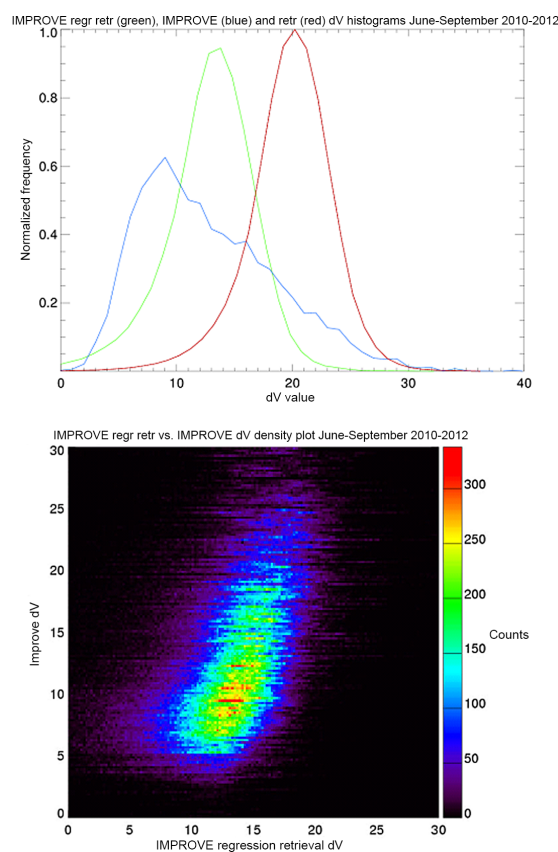 IMPROVE regr retr (green), IMPROVE (blue) and retr (red) dV histograms June-September 2010-2012
1.0
0.8
0.6
0.4
0.2
Normalized frequency
0 10 20 30 40
dV value
IMPROVE regr retr vs. IMPROVE dV density plot June-September 2010-2012
30
25
20
15
10
5
0
Improve dV
0 5 10 15 20 25 30
IMPROVE regression retrieval dV
300
250
200
150
100
50
0
Counts